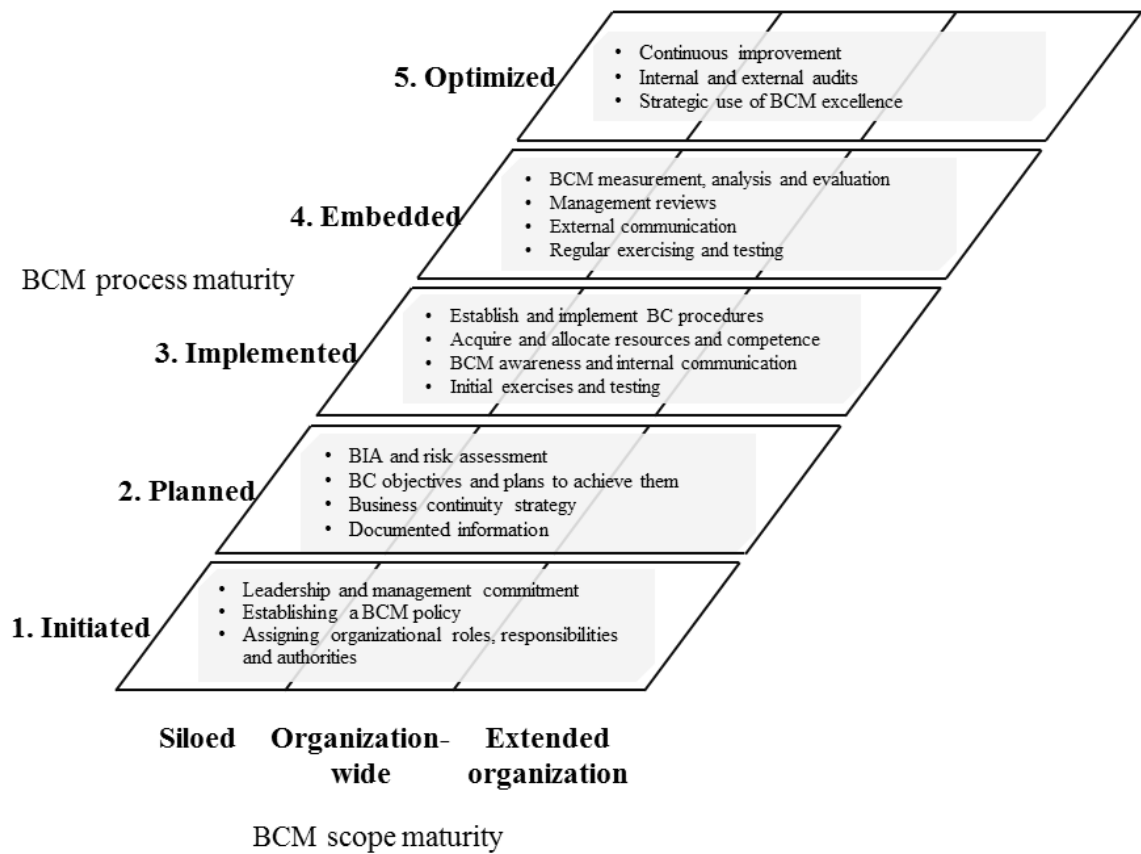 5. Optimized
• Continuous improvement
• Internal and external audits
• Strategic use of BCM excellence
4. Embedded
• BCM measurement, analysis and evaluation
• Management reviews
• External communication
• Regular exercising and testing
BCM process maturity
3. Implemented
• Establish and implement BC procedures
• Acquire and allocate resources and competence
• BCM awareness and internal communication
• Initial exercises and testing
2. Planned
• BIA and risk assessment
• BC objectives and plans to achieve them
• Business continuity strategy
• Documented information
1. Initiated
• Leadership and management commitment
• Establishing a BCM policy
• Assigning organizational roles, responsibilities
and authorities
Siloed
Organization-
wide
Extended
organization
BCM scope maturity